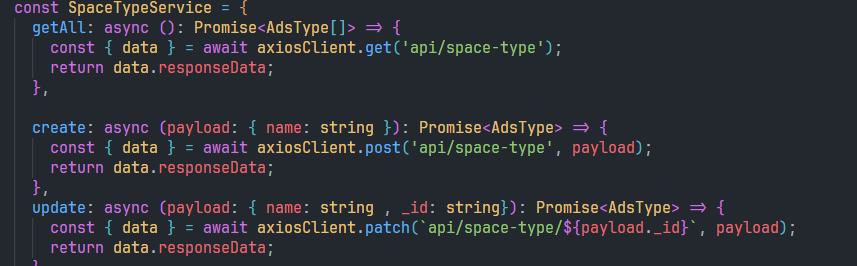 const SpaceTypeService = {
  getAll: async (): Promise<AdsType[]> => {
    const { data } = await axiosClient.get('api/space-type');
    return data.responseData;
  },

  create: async (payload: { name: string }): Promise<AdsType> => {
    const { data } = await axiosClient.post('api/space-type', payload);
    return data.responseData;
  },
  update: async (payload: { name: string , _id: string}): Promise<AdsType> => {
    const { data } = await axiosClient.patch(`api/space-type/${payload._id}`, payload);
    return data.responseData;